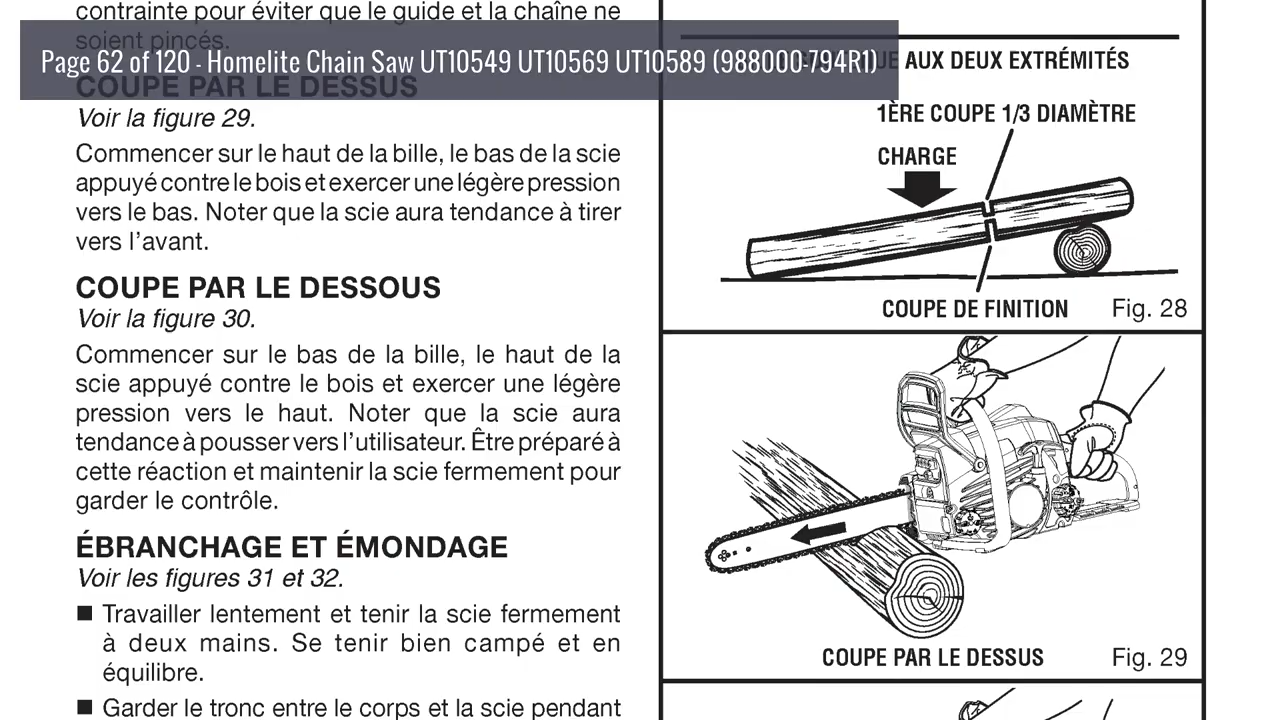 contrainte pour éviter que le guide et la chaîne ne
soient pincés.
Page 62 of 120 - Homelite Chain Saw UT10549 UT10569 UT10589 (988000-794R1)
COUPE PAR LE DESSUS
Voir la figure 29.
Commencer sur le haut de la bille, le bas de la scie
appuyé contre le bois et exercer une légère pression
vers le bas. Noter que la scie aura tendance à tirer
vers l’avant.
COUPE PAR LE DESSOUS
Voir la figure 30.
Commencer sur le bas de la bille, le haut de la
scie appuyé contre le bois et exercer une légère
pression vers le haut. Noter que la scie aura
tendance à pousser vers l’utilisateur. Être préparé à
cette réaction et maintenir la scie fermement pour
garder le contrôle.
ÉBRANCHAGE ET ÉMONDAGE
Voir les figures 31 et 32.
■ Travailler lentement et tenir la scie fermement
à deux mains. Se tenir bien campé et en
équilibre.
■ Garder le tronc entre le corps et la scie pendant
AUX DEUX EXTRÉMITÉS
1ÈRE COUPE 1/3 DIAMÈTRE
CHARGE
COUPE DE FINITION
Fig. 28
COUPE PAR LE DESSUS
Fig. 29